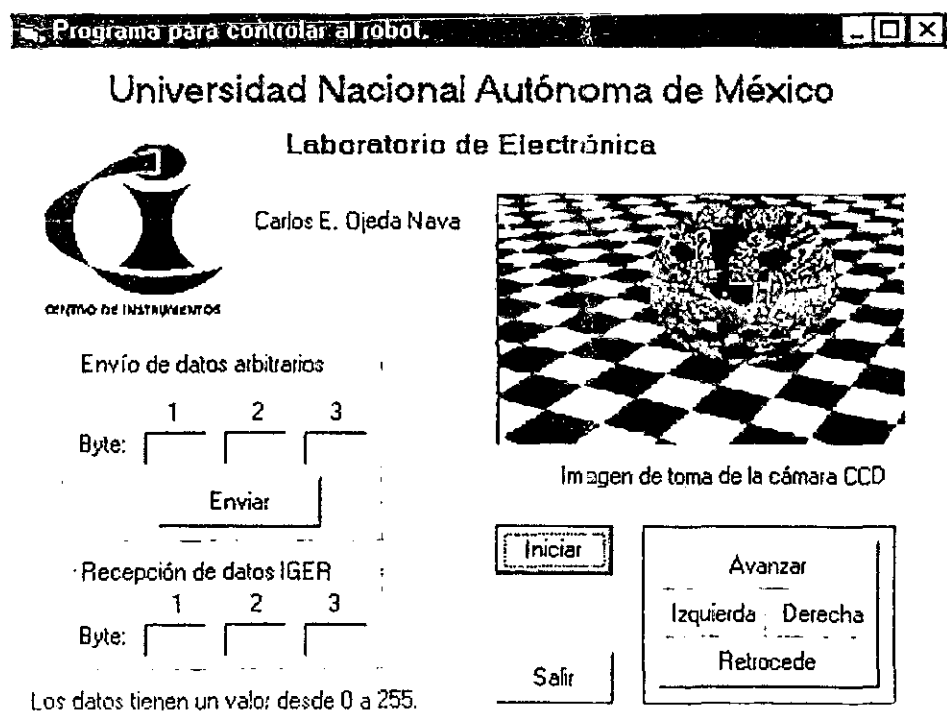 Programa para controlar al robot.
Universidad Nacional Autónoma de México
Laboratorio de Electrónica
Carlos E. Ojeda Nava
CENTRO DE INSTRUMENTOS
Imagen de toma de la cámara CCD
Envío de datos arbitrarios
1 2 3
Byte:
Enviar
Recepción de datos IGER
1 2 3
Byte:
Los datos tienen un valor desde 0 a 255.
Iniciar
Salir
Avanzar
Izquierda Derecha
Retrocede